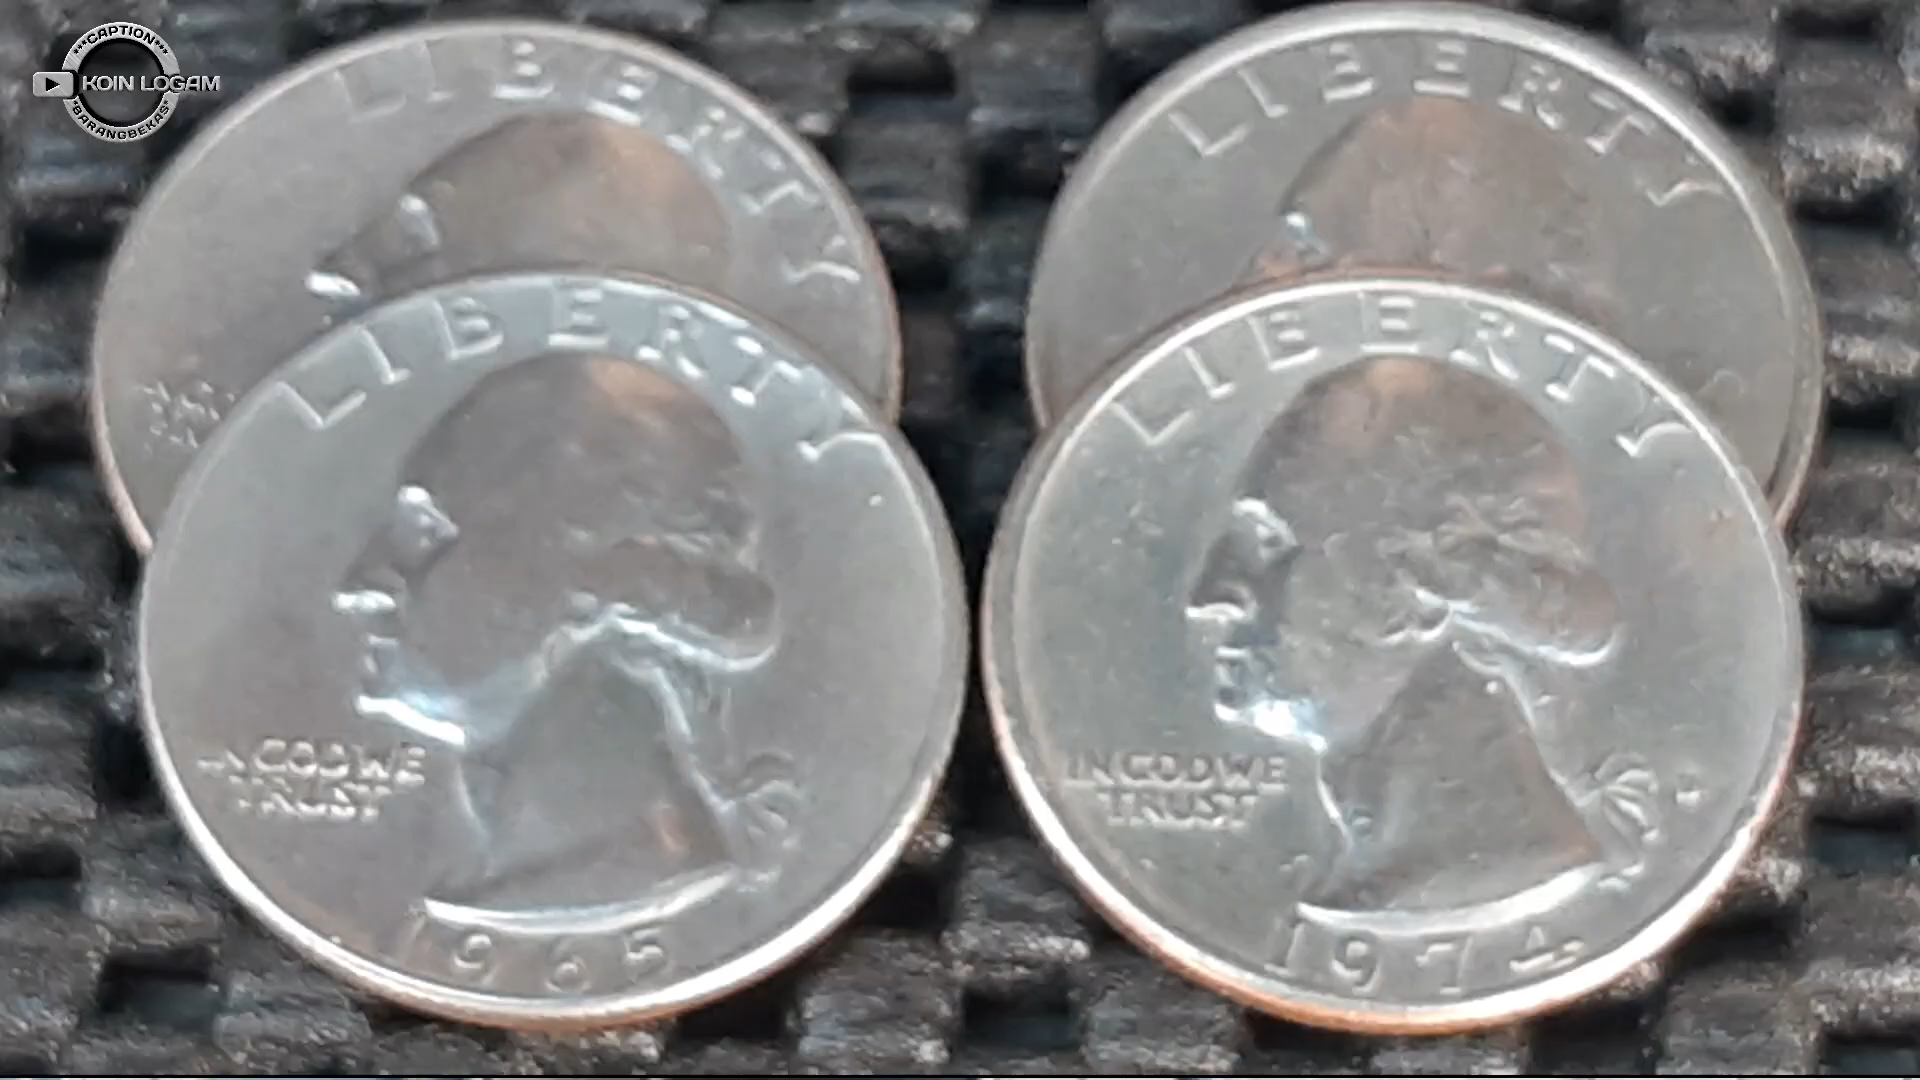 ***CAPTION***
KOIN LOGAM
*BARANGBEKAS*
LIBERTY
LIBERTY
LIBERTY
IN GOD WE
TRUST
1965
LIBERTY
IN GOD WE
TRUST
1974